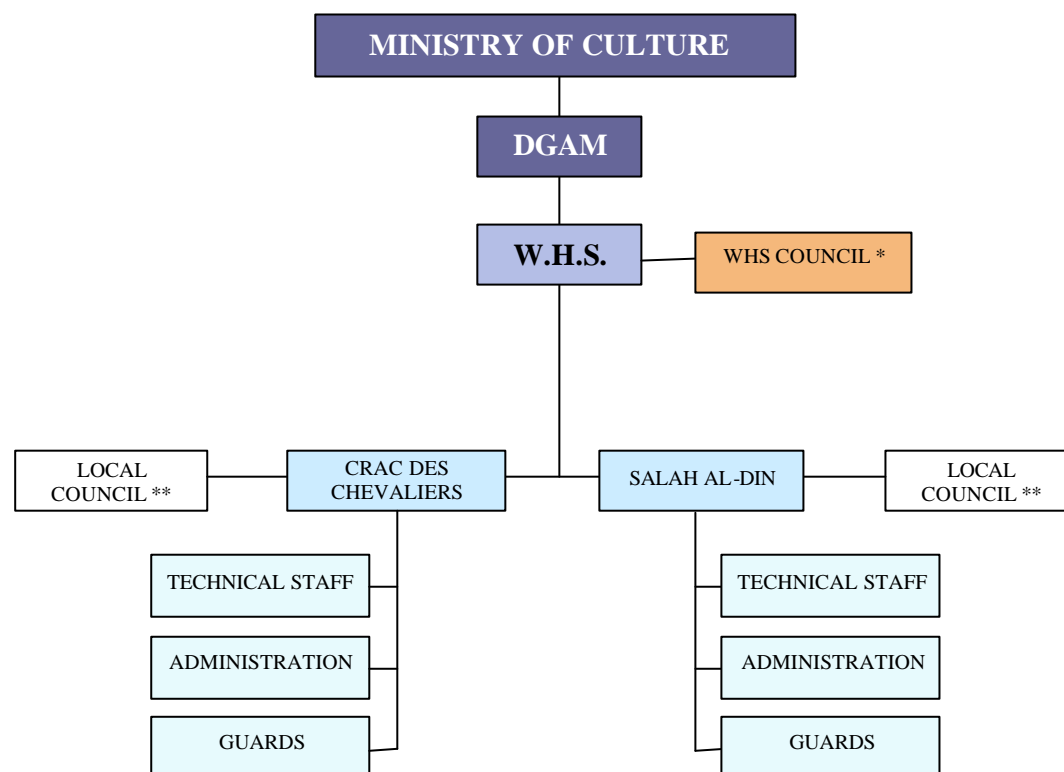 MINISTRY OF CULTURE
DGAM
W.H.S.
WHS COUNCIL *
LOCAL
COUNCIL **
CRAC DES
CHEVALIERS
SALAH AL-DIN
LOCAL
COUNCIL **
TECHNICAL STAFF
TECHNICAL STAFF
ADMINISTRATION
ADMINISTRATION
GUARDS
GUARDS